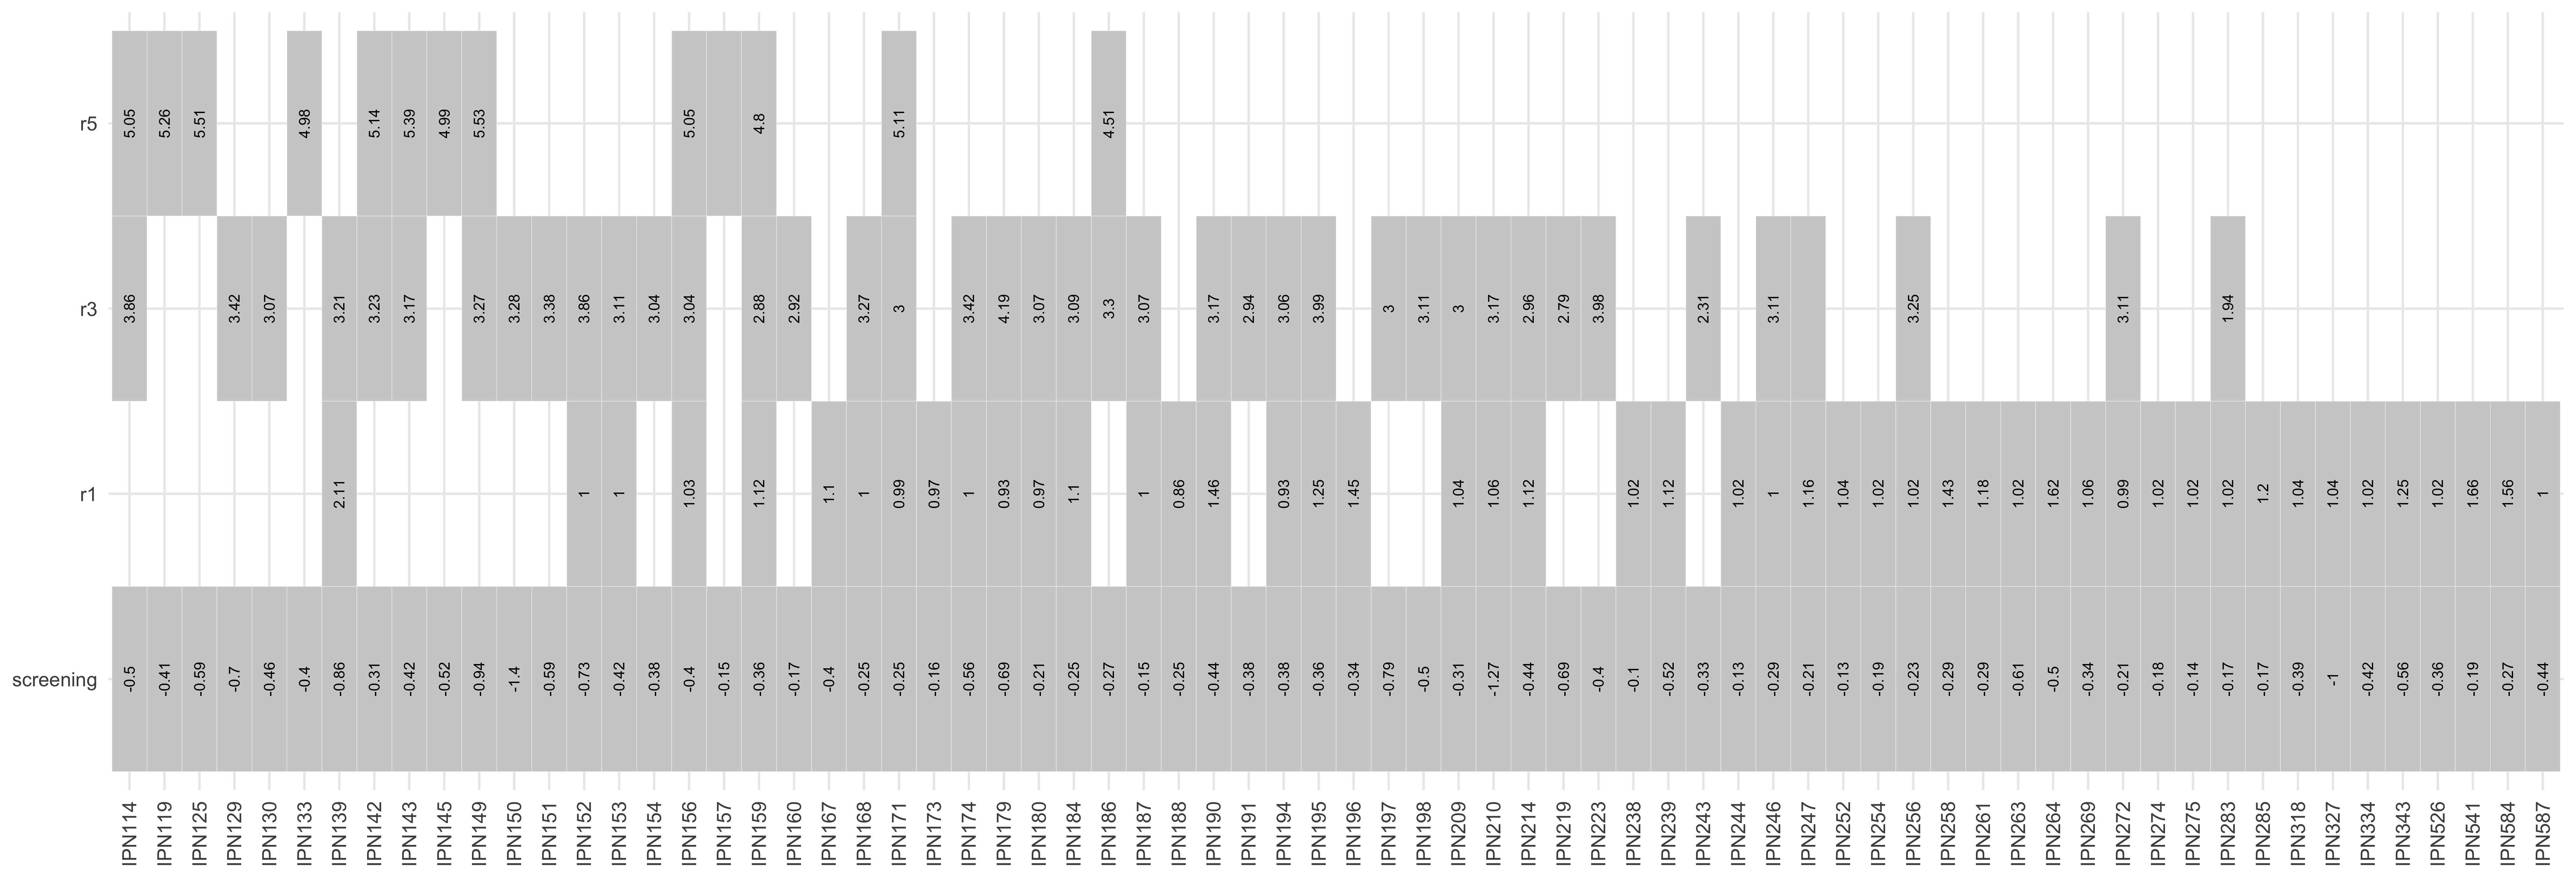 r5 5.05 5.26 5.51 4.98 5.14 5.39 4.99 5.53 5.05 4.8 5.11 4.51
r3 3.86 3.42 3.07 3.21 3.23 3.17 3.27 3.28 3.38 3.86 3.11 3.04 3.04 2.88 2.92 3.27 3 3.42 4.19 3.07 3.09 3.3 3.07 3.17 2.94 3.06 3.99 3 3.11 3 3.17 2.96 2.79 3.98 2.31 3.11 3.25 3.11 1.94
r1 2.11 1 1 1.03 1.12 1.1 1 0.99 0.97 1 0.93 0.97 1.1 1 0.86 1.46 0.93 1.25 1.45 1.04 1.06 1.12 1.02 1.12 1.02 1 1.16 1.04 1.02 1.02 1.43 1.18 1.02 1.62 1.06 0.99 1.02 1.02 1.02 1.2 1.04 1.04 1.02 1.25 1.02 1.66 1.56 1
screening -0.5 -0.41 -0.59 -0.7 -0.46 -0.4 -0.86 -0.31 -0.42 -0.52 -0.94 -1.4 -0.59 -0.73 -0.42 -0.38 -0.4 -0.15 -0.36 -0.17 -0.4 -0.25 -0.25 -0.16 -0.56 -0.69 -0.21 -0.25 -0.27 -0.15 -0.25 -0.44 -0.38 -0.38 -0.36 -0.34 -0.79 -0.5 -0.31 -1.27 -0.44 -0.69 -0.4 -0.1 -0.52 -0.33 -0.13 -0.29 -0.21 -0.13 -0.19 -0.23 -0.29 -0.29 -0.61 -0.5 -0.34 -0.21 -0.18 -0.14 -0.17 -0.17 -0.39 -1 -0.42 -0.56 -0.36 -0.19 -0.27 -0.44
IPN114 IPN119 IPN125 IPN129 IPN130 IPN133 IPN139 IPN142 IPN143 IPN145 IPN149 IPN150 IPN151 IPN152 IPN153 IPN154 IPN156 IPN157 IPN159 IPN160 IPN167 IPN168 IPN171 IPN173 IPN174 IPN179 IPN180 IPN184 IPN186 IPN187 IPN188 IPN190 IPN191 IPN194 IPN195 IPN196 IPN197 IPN198 IPN209 IPN210 IPN214 IPN219 IPN223 IPN238 IPN239 IPN243 IPN244 IPN246 IPN247 IPN252 IPN254 IPN256 IPN258 IPN261 IPN263 IPN264 IPN269 IPN272 IPN274 IPN275 IPN283 IPN285 IPN318 IPN327 IPN334 IPN343 IPN526 IPN541 IPN584 IPN587